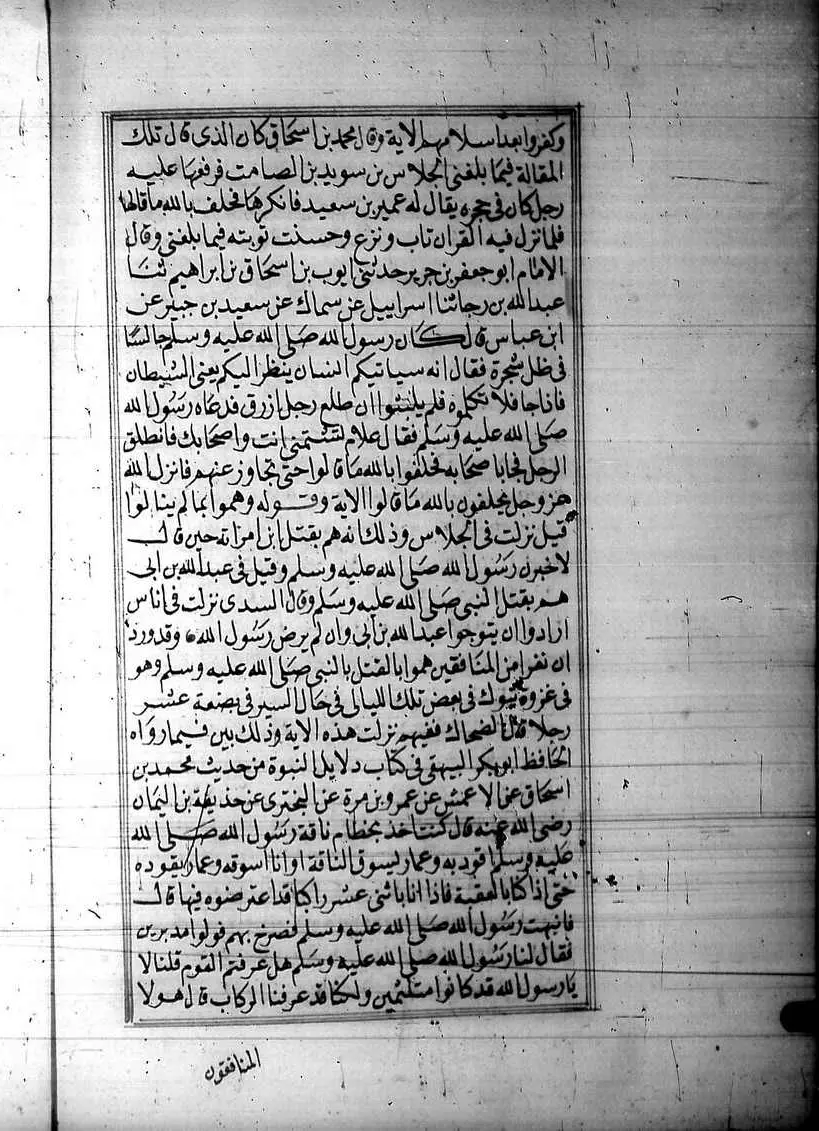 وكفروا بعد اسلامهم الاية وقال محمد بن اسحاق كان الذي قال تلك
المقالة فيما بلغني الجلاس بن سويد بن الصامت فرفعها عليه
رجل كان في حجره يقال له عمير بن سعيد فانكرها فحلف بالله ما قالها
فلما نزل فيه القران تاب ونزع وحسنت توبته فيما بلغني وقال
الامام ابو جعفر بن جرير حدثني ايوب بن اسحاق بن ابراهيم ثنا
عبد الله بن رجا ثنا اسراييل عن سماك عن سعيد بن جبير عن
ابن عباس قال كان رسول الله صلى الله عليه وسلم جالسا
في ظل شجرة فقال انه سياتيكم انسان ينظر اليكم يعني الشيطان
فاذا جا فلا تكلموه فلم يلبثوا ان طلع رجل ازرق فدعاه رسول الله
صلى الله عليه وسلم فقال علام تشتمني انت واصحابك فانطلق
الرجل فجا باصحابه فحلفوا بالله ما قالوا حتى تجاوز عنهم فانزل الله
عز وجل يحلفون بالله ما قالوا الاية وقوله وهموا بما لم ينالوا
قيل نزلت في الجلاس وذلك انه هم بقتل ابن امراته حين قال
لاخبرن رسول الله صلى الله عليه وسلم وقيل في عبد الله بن ابي
هم بقتل النبي صلى الله عليه وسلم وقال السدي نزلت في اناس
ارادوا ان يتوجوا عبد الله بن ابي وان لم يرض رسول الله وقد ورد
ان نفرا من المنافقين هموا بالقتل بالنبي صلى الله عليه وسلم وهو
في غزوة تبوك في بعض تلك الليالي في حال السير في بضعة عشر
رجلا قال الضحاك ففيهم نزلت هذه الاية وذلك بين فيما رواه
الحافظ ابو بكر البيهقي في كتاب دلايل النبوة من حديث محمد بن
اسحاق عن الاعمش عن عمرو بن مرة عن البختري عن حذيفة بن اليمان
رضي الله عنه قال كنت اخذ بخطام ناقة رسول الله صلى الله
عليه وسلم اقود به وعمار يسوق الناقة او انا اسوقه وعمار يقوده
حتى اذا كنا بالعقبة فاذا انا باثنى عشر راكبا قد اعترضوه فيها قال
فانبهت رسول الله صلى الله عليه وسلم فصرخ بهم فولوا مدبرين
فقال لنا رسول الله صلى الله عليه وسلم هل عرفتم القوم قلنا لا
يا رسول الله قد كانوا متلثمين ولكنا قد عرفنا الركاب قال هولا
المنافقون